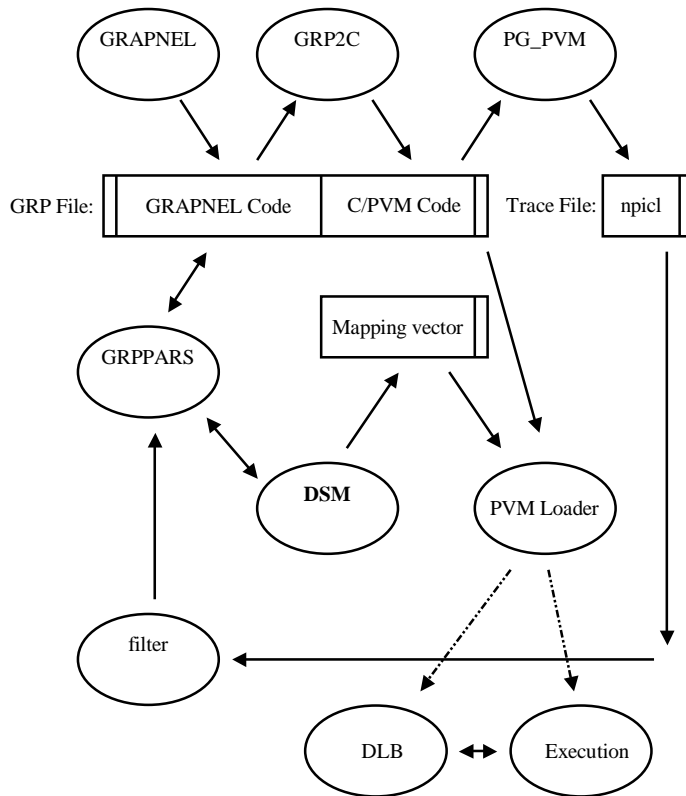 GRAPNEL
GRP2C
PG_PVM
GRP File:
GRAPNEL Code
C/PVM Code
Trace File:
npicl
Mapping vector
GRPPARS
DSM
PVM Loader
filter
DLB
Execution